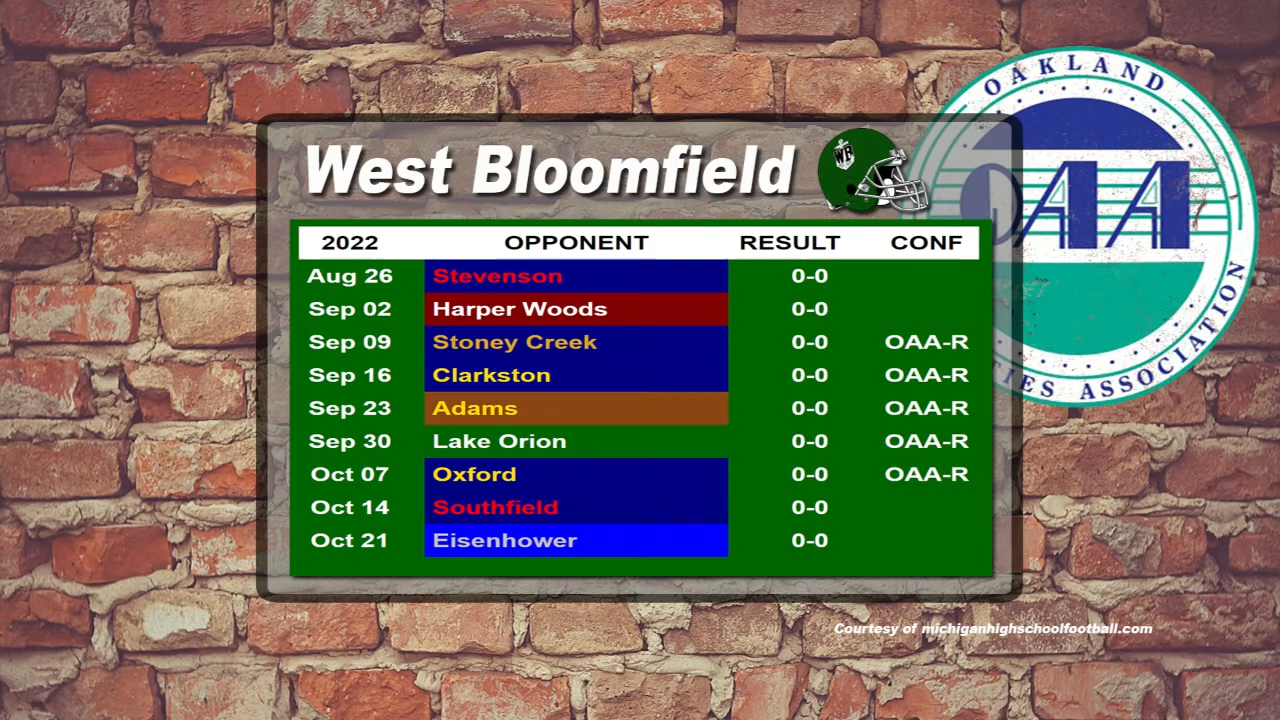 OAKLAND
West Bloomfield
WB
OAA
2022 OPPONENT RESULT CONF
Aug 26 Stevenson 0-0
Sep 02 Harper Woods 0-0
Sep 09 Stoney Creek 0-0 OAA-R
Sep 16 Clarkston 0-0 OAA-R
Sep 23 Adams 0-0 OAA-R
Sep 30 Lake Orion 0-0 OAA-R
Oct 07 Oxford 0-0 OAA-R
Oct 14 Southfield 0-0
Oct 21 Eisenhower 0-0
ASSOCIATION
Courtesy of michiganhighschoolfootball.com